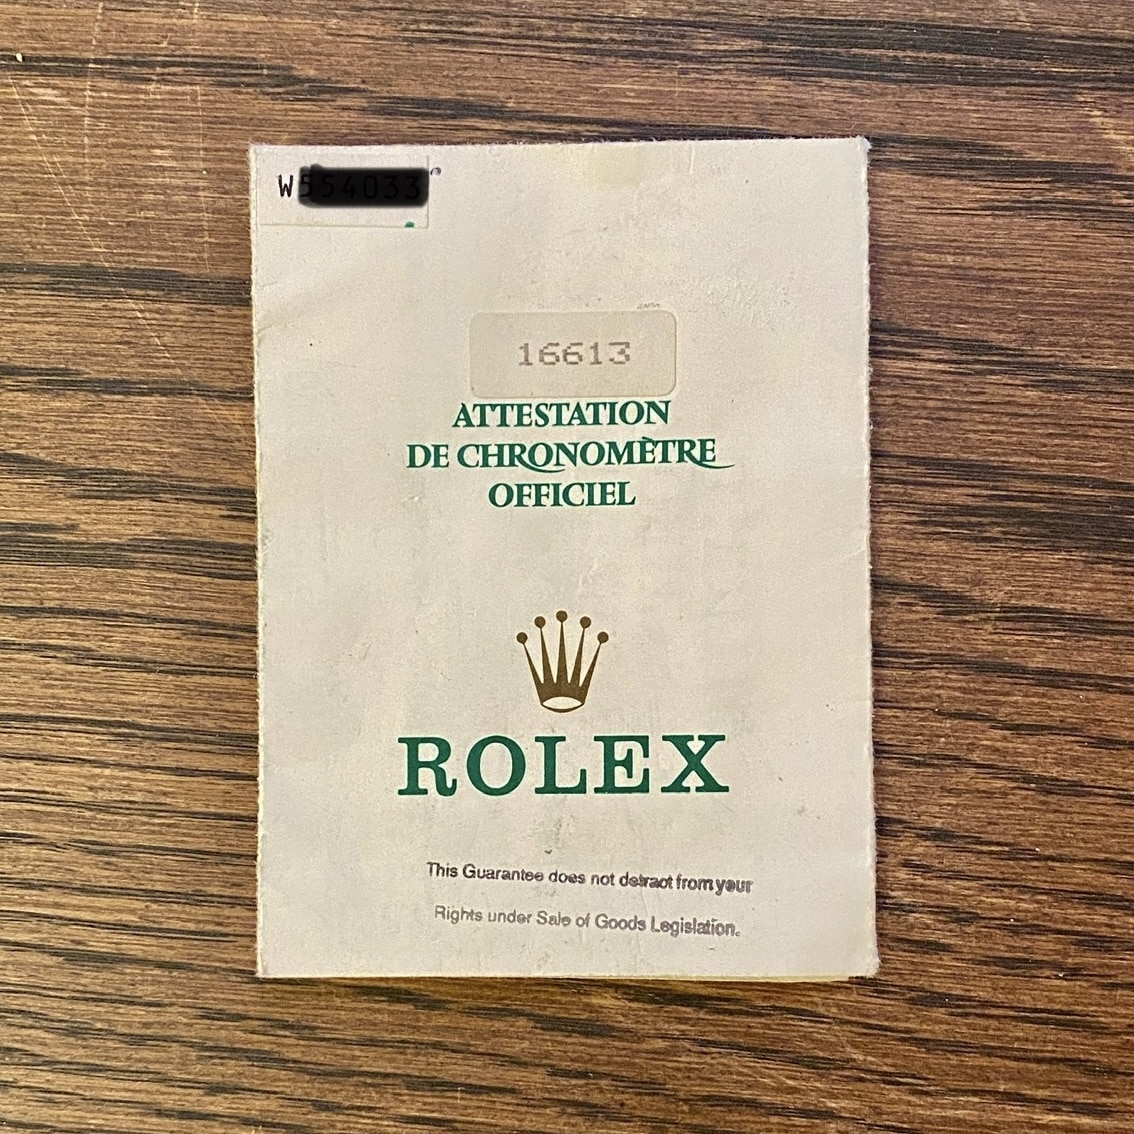 W
16613
ATTESTATION
DE CHRONOMÈTRE
OFFICIEL
ROLEX
This Guarantee does not detract from your
Rights under Sale of Goods Legislation.